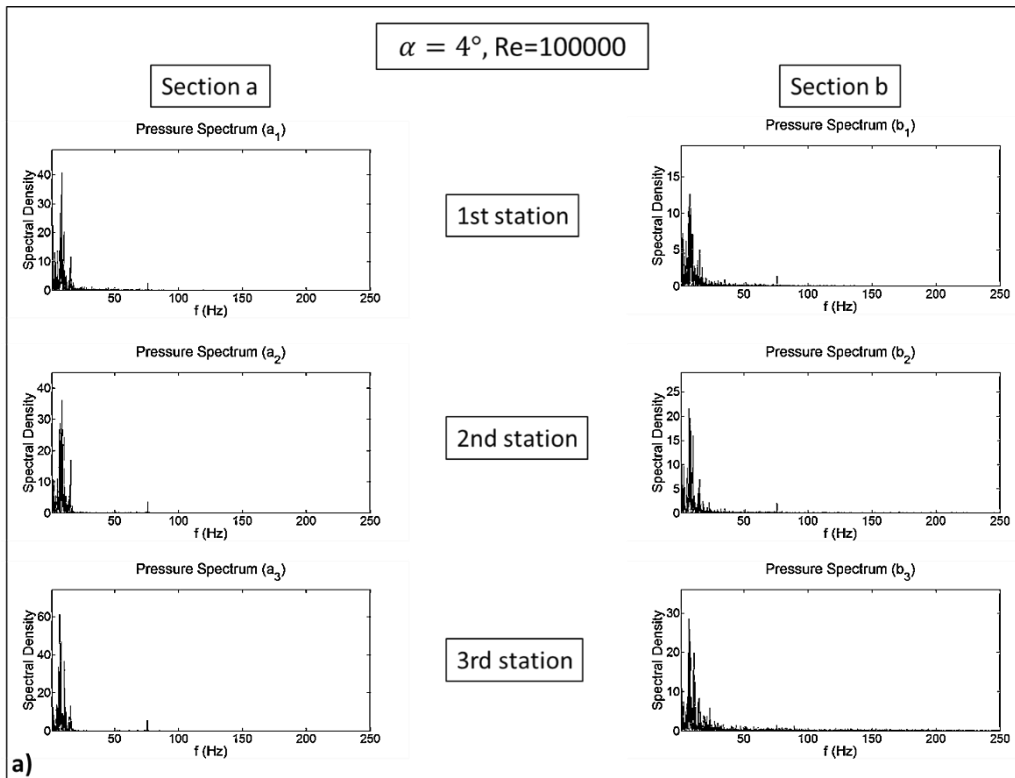 α = 4°, Re=100000
Section a
Section b
Pressure Spectrum (a₁)
Spectral Density
40
30
20
10
0
50
100
150
200
250
f (Hz)
1st station
Pressure Spectrum (b₁)
Spectral Density
15
10
5
0
50
100
150
200
250
f (Hz)
Pressure Spectrum (a₂)
Spectral Density
40
30
20
10
0
50
100
150
200
250
f (Hz)
2nd station
Pressure Spectrum (b₂)
Spectral Density
25
20
15
10
5
0
50
100
150
200
250
f (Hz)
Pressure Spectrum (a₃)
Spectral Density
60
40
20
0
50
100
150
200
250
f (Hz)
3rd station
Pressure Spectrum (b₃)
Spectral Density
30
20
10
0
50
100
150
200
250
f (Hz)
a)